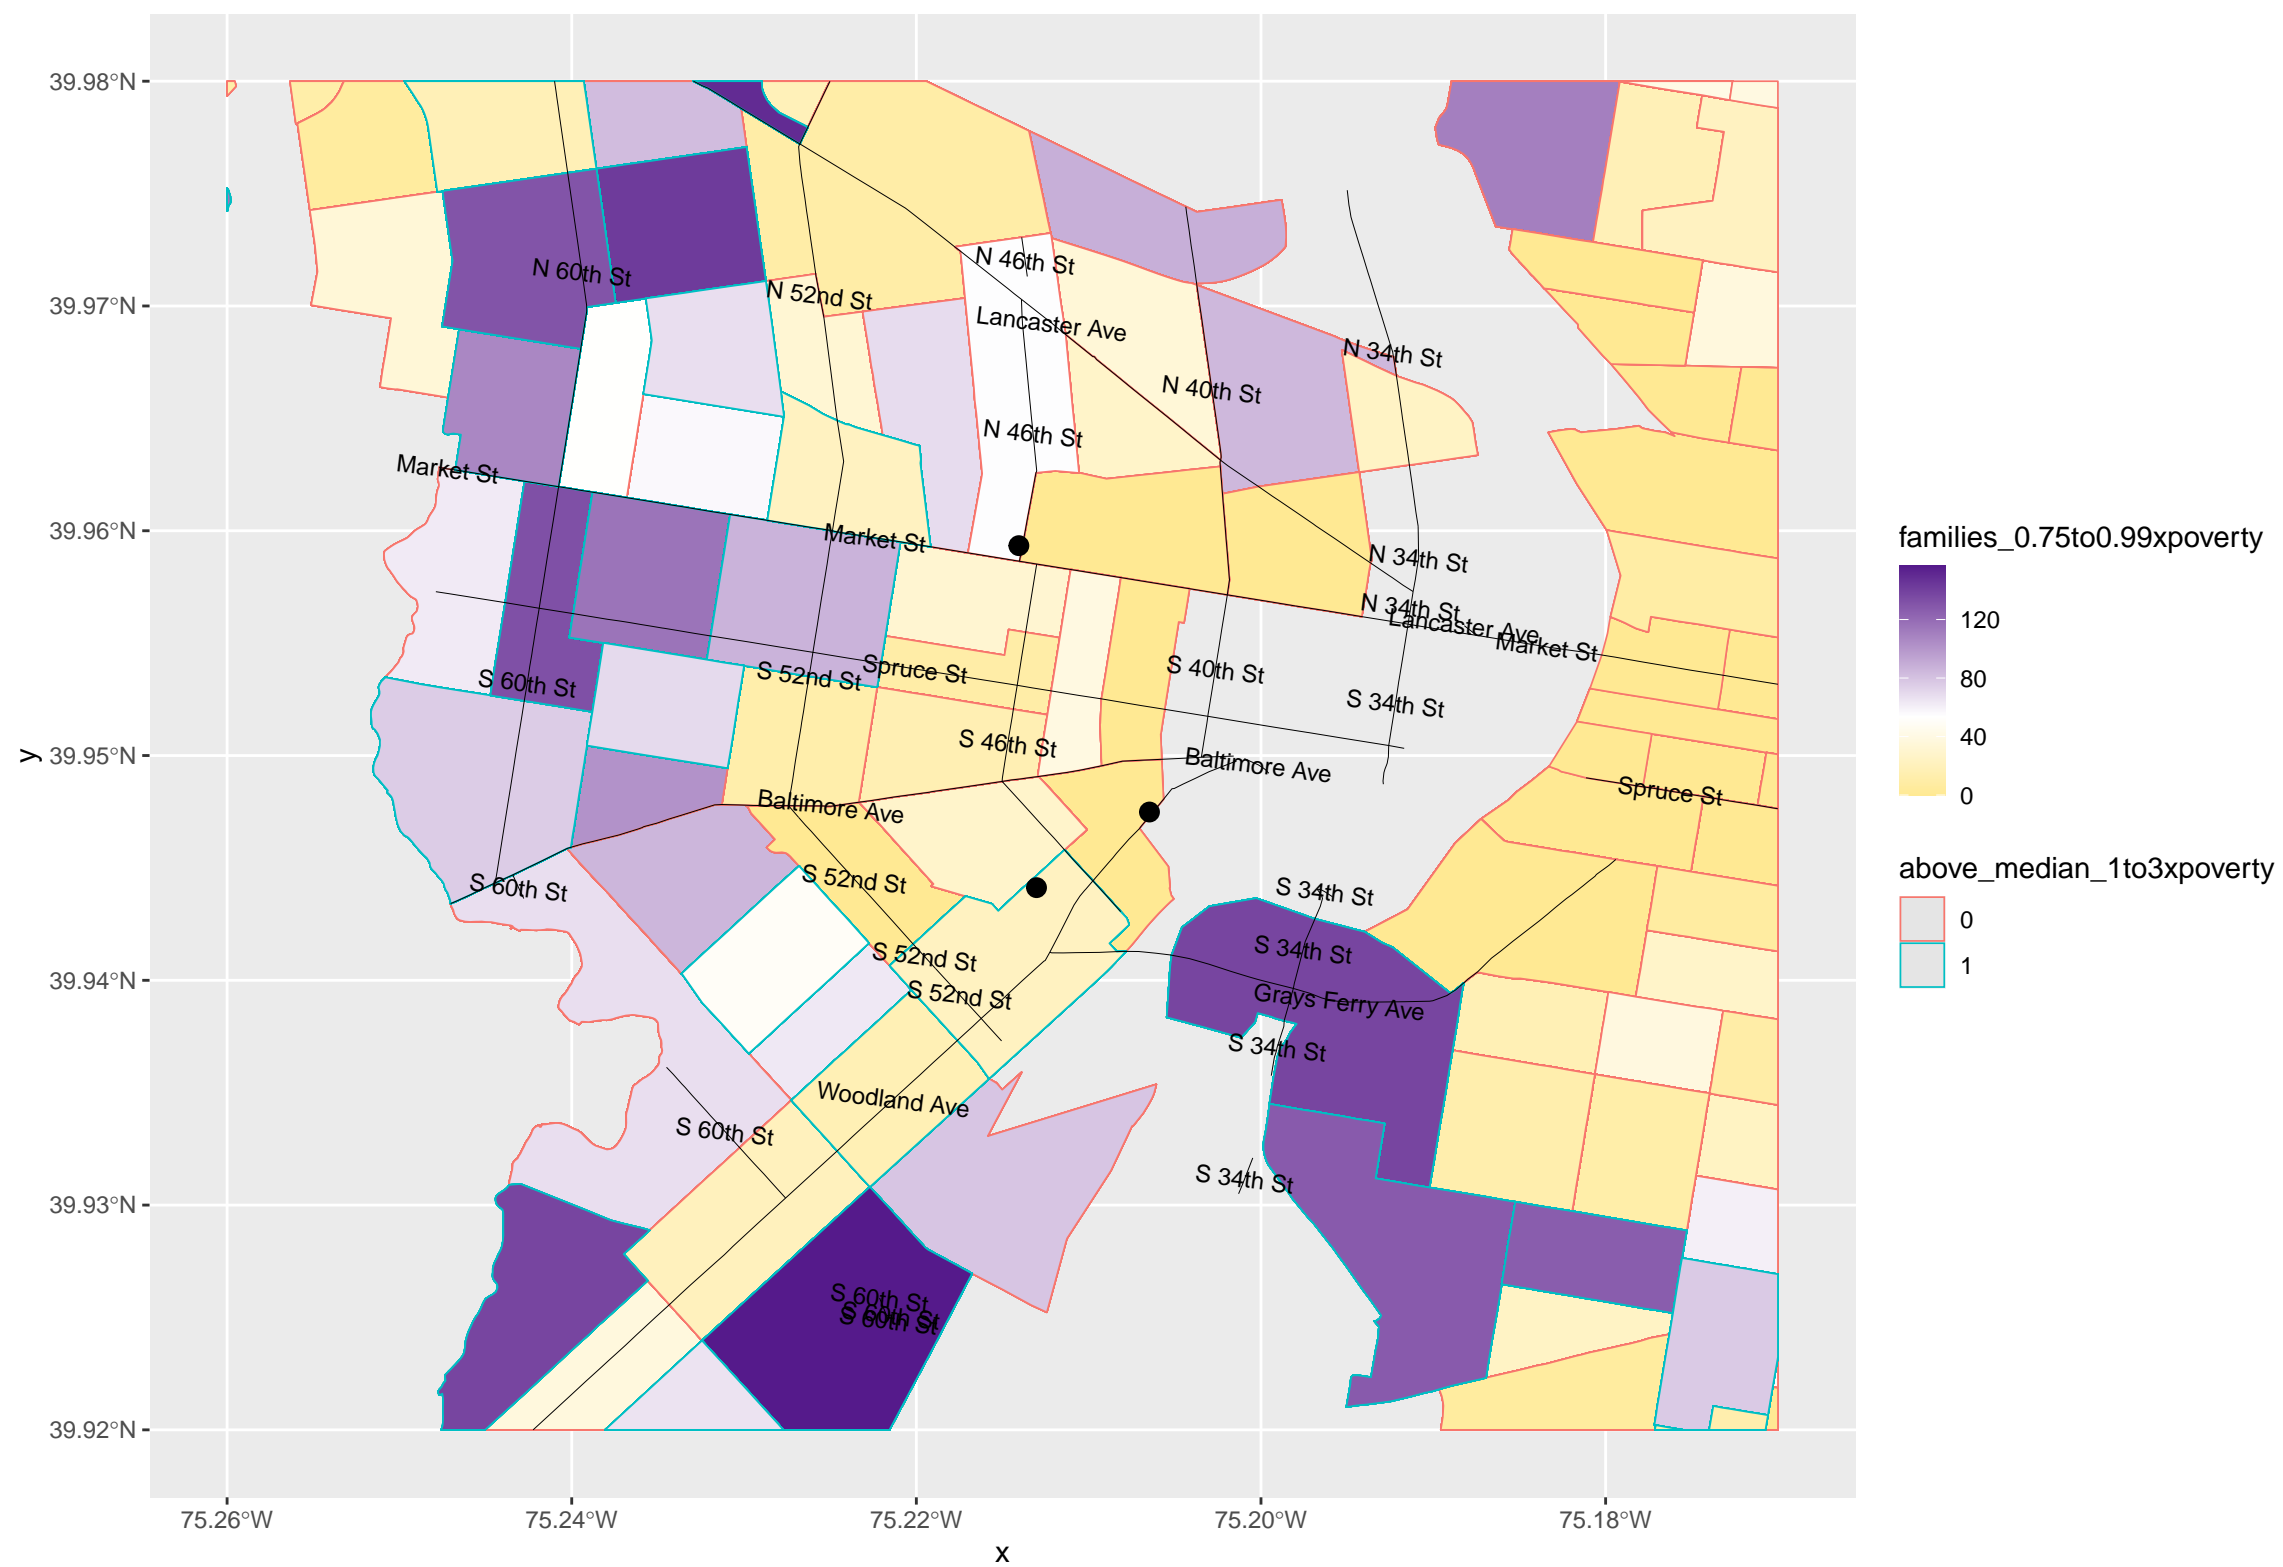 39.98°N
39.97°N
39.96°N
39.95°N
39.94°N
39.93°N
39.92°N
y
N 46th St
N 60th St
N 52nd St
Lancaster Ave
N 34th St
N 40th St
N 46th St
Market St
Market St
N 34th St
N 34th St
Lancaster Ave
Market St
Spruce St
S 40th St
S 52nd St
S 60th St
S 34th St
S 46th St
Baltimore Ave
Spruce St
Baltimore Ave
S 52nd St
S 60th St
S 34th St
S 34th St
S 52nd St
S 52nd St
Grays Ferry Ave
S 34th St
Woodland Ave
S 60th St
S 34th St
S 60th St
S 60th St
S 60th St
75.26°W
75.24°W
75.22°W
75.20°W
75.18°W
x
families_0.75to0.99xpoverty
120
80
40
0
above_median_1to3xpoverty
0
1